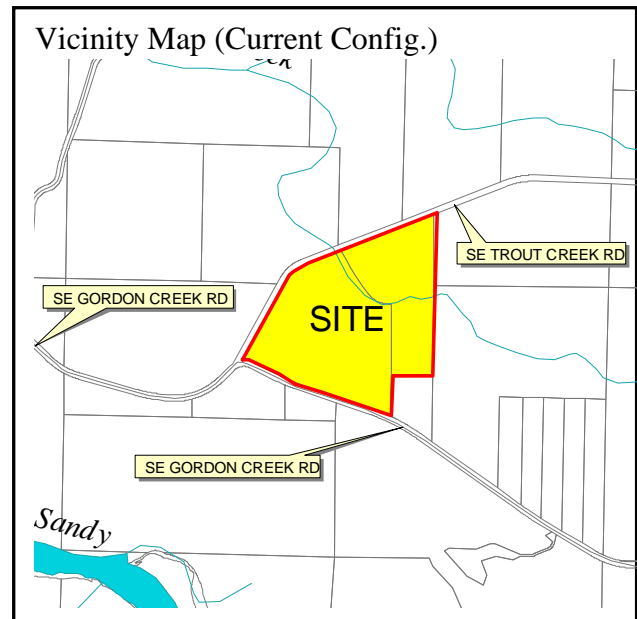 Vicinity Map (Current Config.)
SE TROUT CREEK RD
SE GORDON CREEK RD
SITE
SE GORDON CREEK RD
Sandy